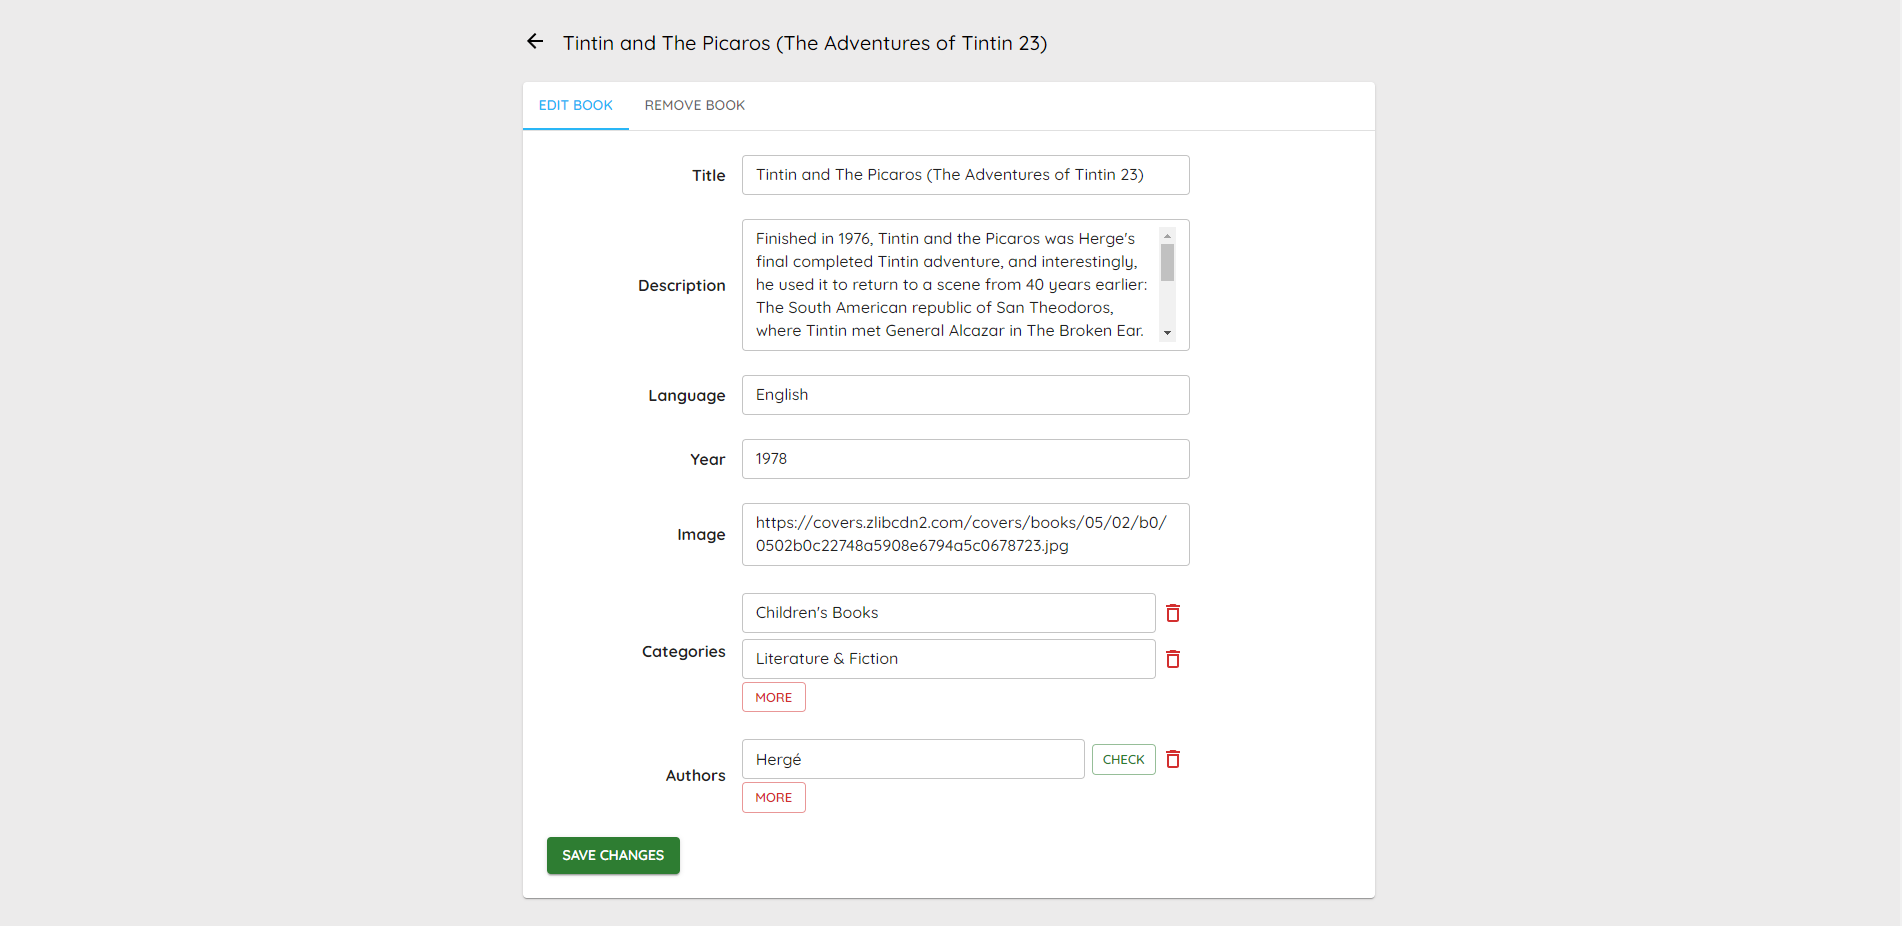 Tintin and The Picaros (The Adventures of Tintin 23)
EDIT BOOK REMOVE BOOK
Title Tintin and The Picaros (The Adventures of Tintin 23)
Description
Finished in 1976, Tintin and the Picaros was Herge's
final completed Tintin adventure, and interestingly,
he used it to return to a scene from 40 years earlier:
The South American republic of San Theodoros,
where Tintin met General Alcazar in The Broken Ear.
Language English
Year 1978
Image
https://covers.zlibcdn2.com/covers/books/05/02/b0/
0502b0c22748a5908e6794a5c0678723.jpg
Categories
Children's Books
Literature & Fiction
MORE
Authors
Hergé CHECK
MORE
SAVE CHANGES